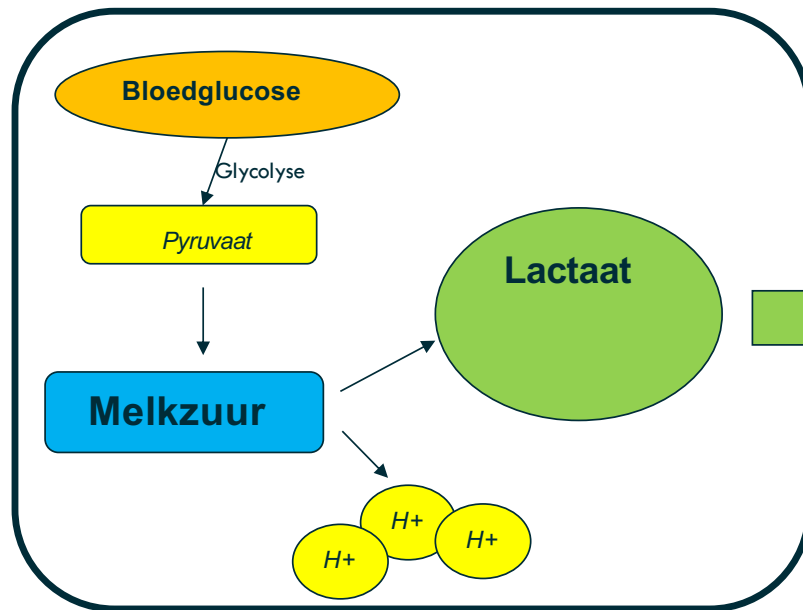 Bloedglucose
Glycolyse
Pyruvaat
Lactaat
Melkzuur
H+
H+
H+